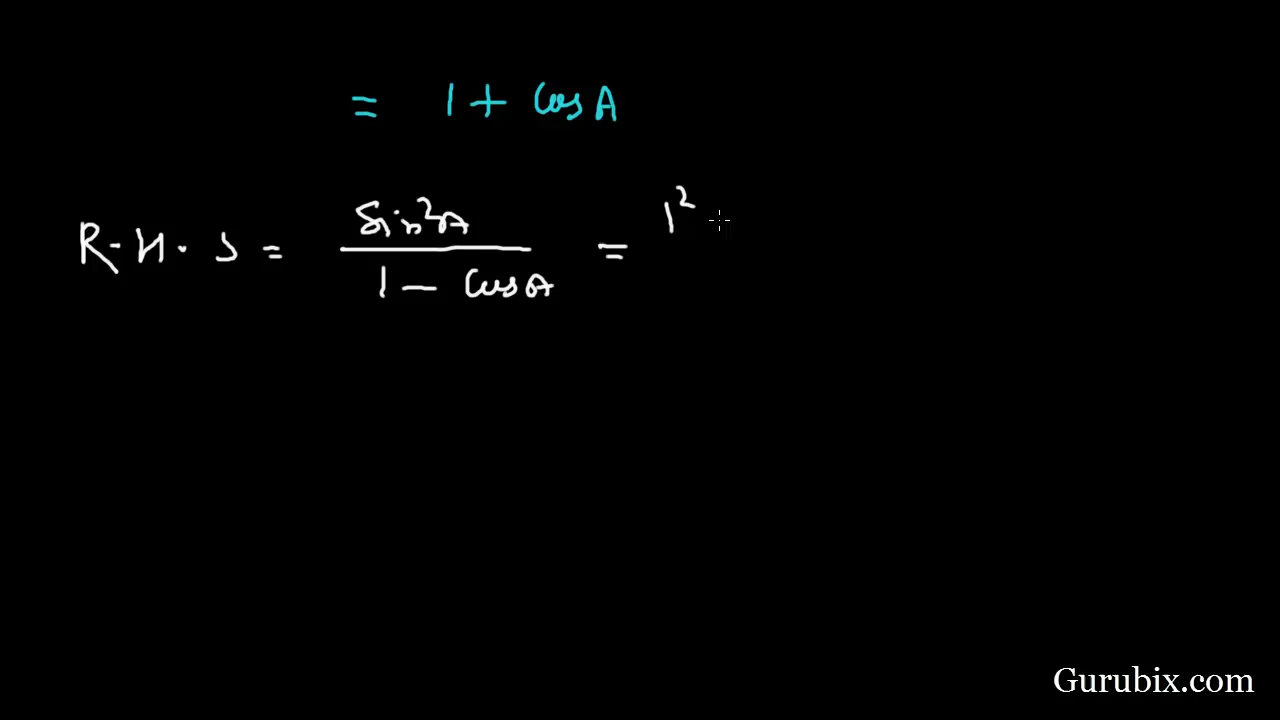 = 1 + Cos A
R. H. S = Sin²A / 1 - Cos A = 1²
Gurubix.com